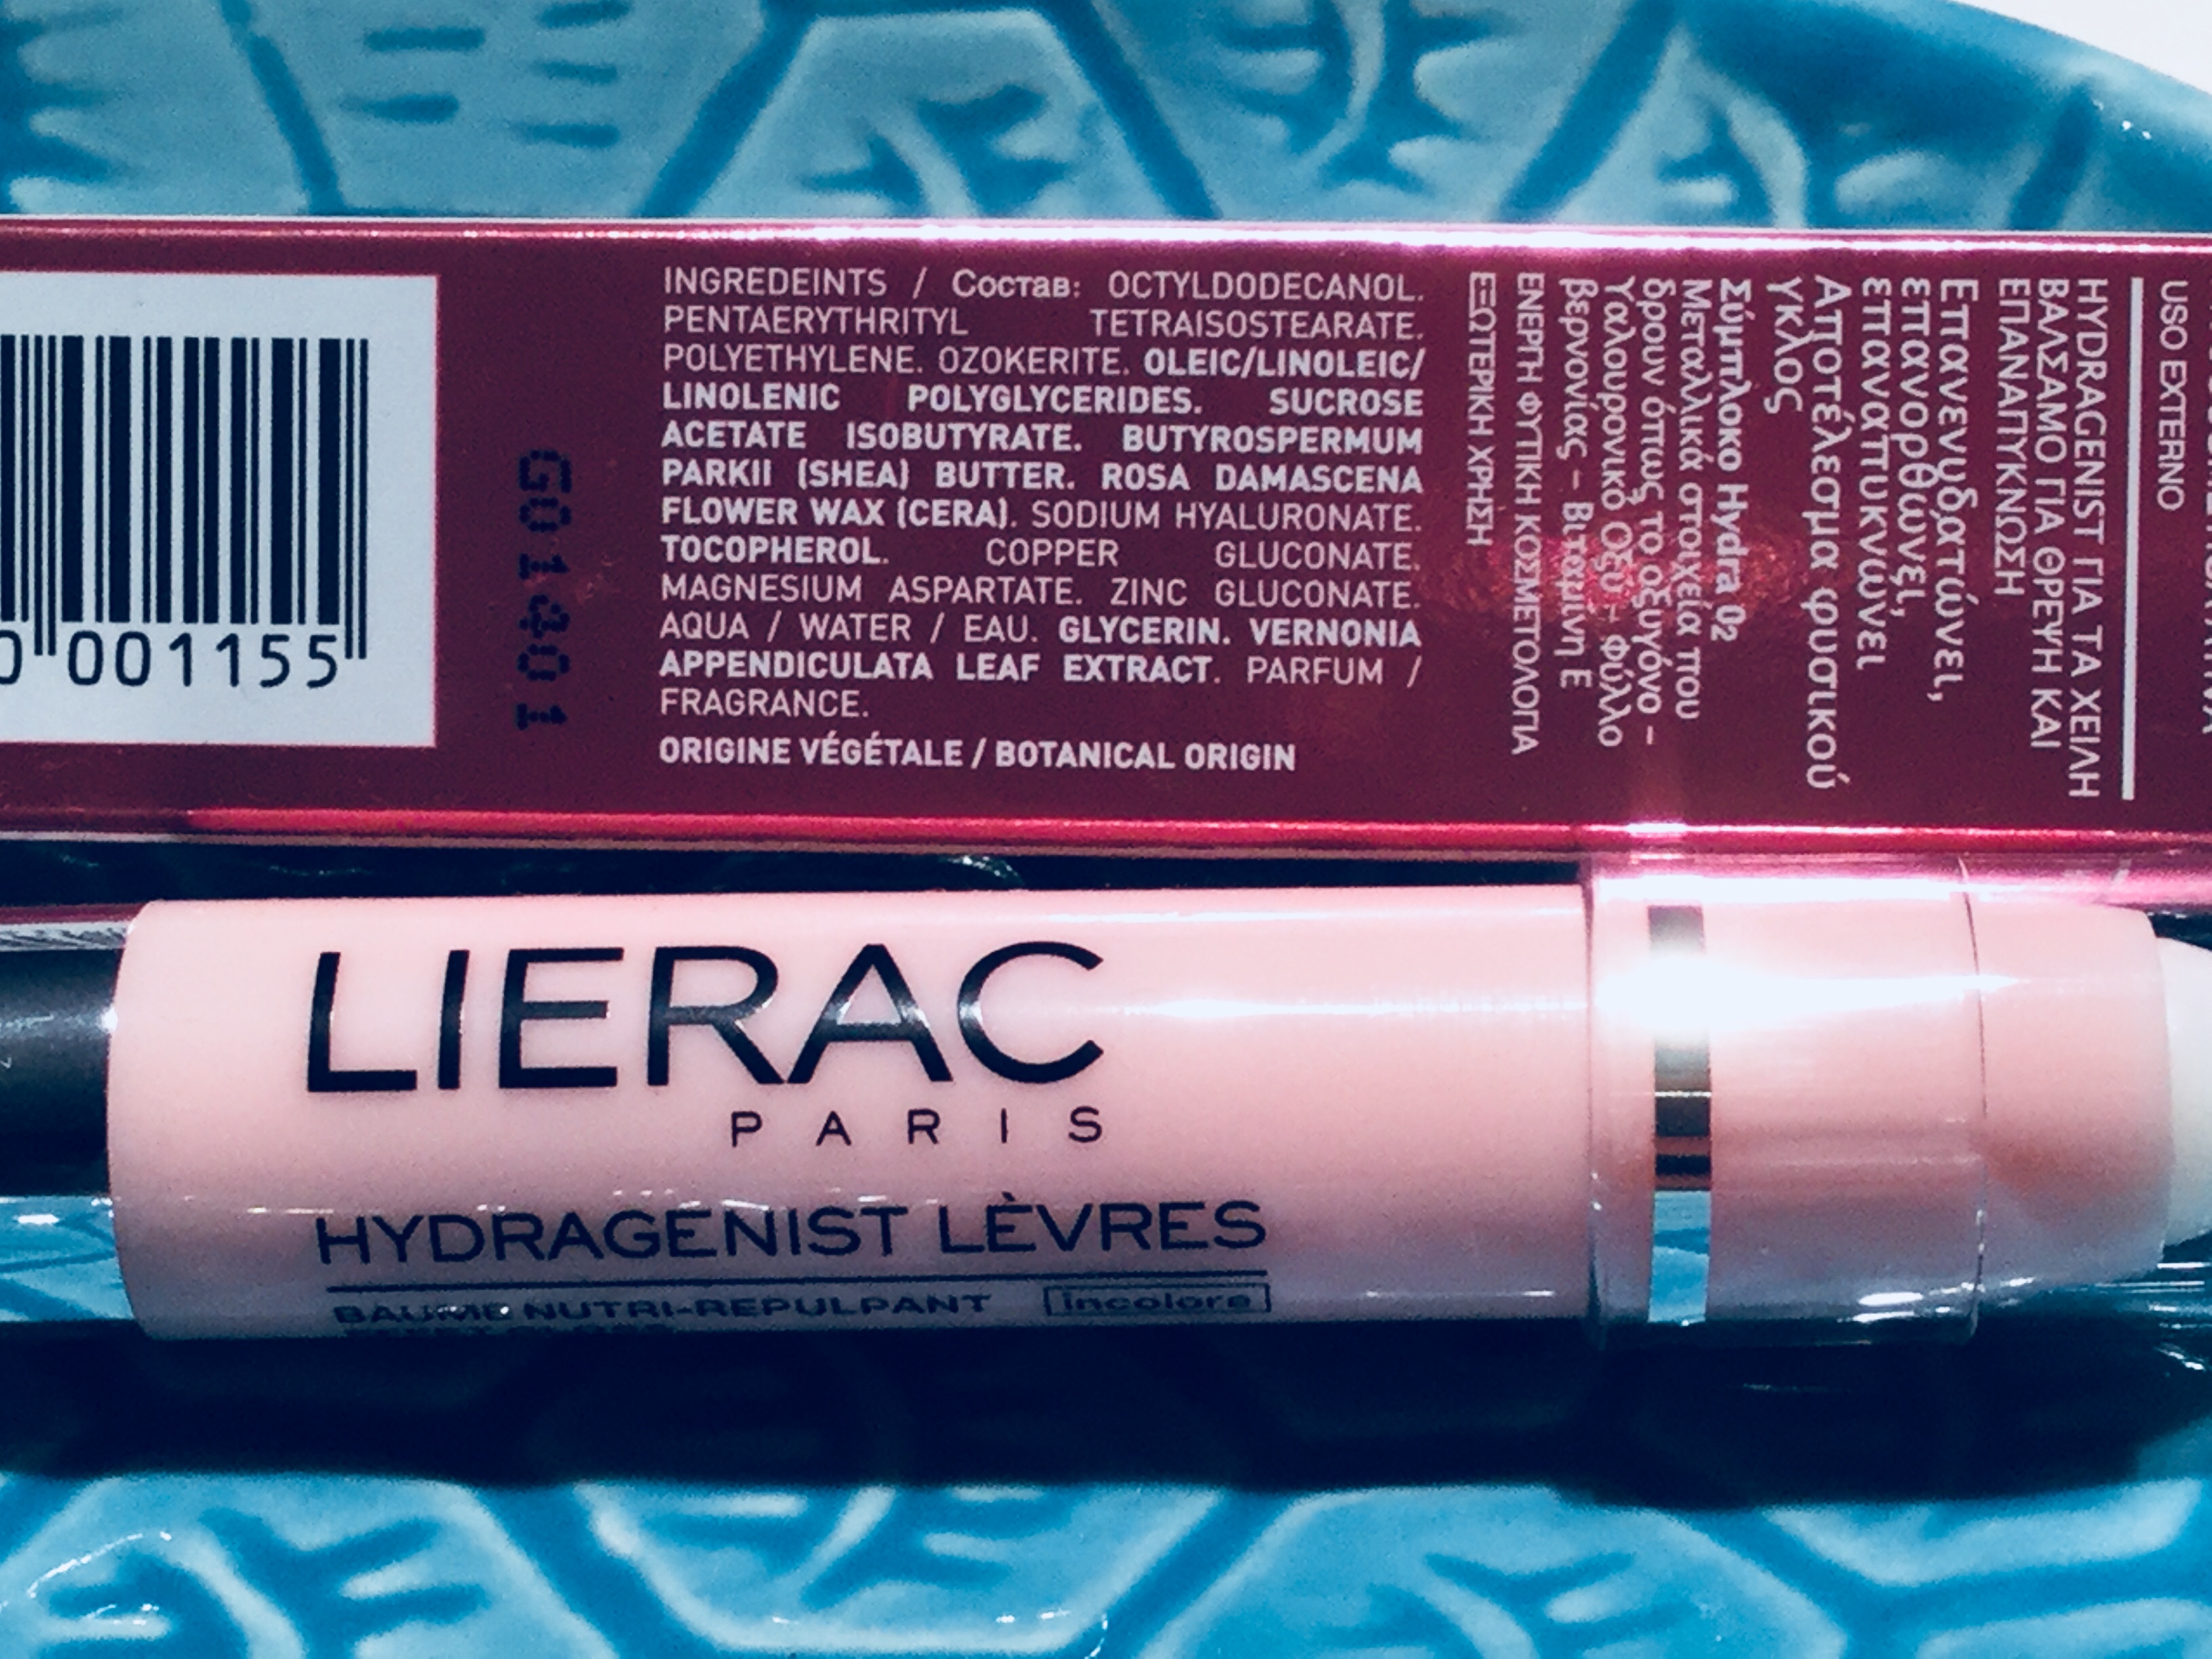 0 001155
G01401
INGREDEINTS / Состав: OCTYLDODECANOL.
PENTAERYTHRITYL TETRAISOSTEARATE.
POLYETHYLENE. OZOKERITE. OLEIC/LINOLEIC/
LINOLENIC POLYGLYCERIDES. SUCROSE
ACETATE ISOBUTYRATE. BUTYROSPERMUM
PARKII (SHEA) BUTTER. ROSA DAMASCENA
FLOWER WAX (CERA). SODIUM HYALURONATE.
TOCOPHEROL. COPPER GLUCONATE.
MAGNESIUM ASPARTATE. ZINC GLUCONATE.
AQUA / WATER / EAU. GLYCERIN. VERNONIA
APPENDICULATA LEAF EXTRACT. PARFUM /
FRAGRANCE.
ORIGINE VÉGÉTALE / BOTANICAL ORIGIN
USO EXTERNO
HYDRAGENIST ΓΙΑ ΤΑ ΧΕΙΛΗ
ΒΑΛΣΑΜΟ ΓΙΑ ΘΡΕΨΗ ΚΑΙ
ΕΠΑΝΑΠΥΚΝΩΣΗ
Επανενυδατώνει,
επανορθώνει,
επαναπυκνώνει
Αποτέλεσμα φυσικού
γκλος
Σύμπλοκο Hydra O2
Μεταλλικά στοιχεία που
δρουν όπως το οξυγόνο –
Υαλουρονικό Οξύ – Φύλλο
βερνονίας – Βιταμίνη Ε
ΕΝΕΡΓΗ ΦΥΤΙΚΗ ΚΟΣΜΕΤΟΛΟΓΙΑ
ΕΞΩΤΕΡΙΚΗ ΧΡΗΣΗ
LIERAC
PARIS
HYDRAGENIST LÈVRES
BAUME NUTRI-REPULPANT incolore